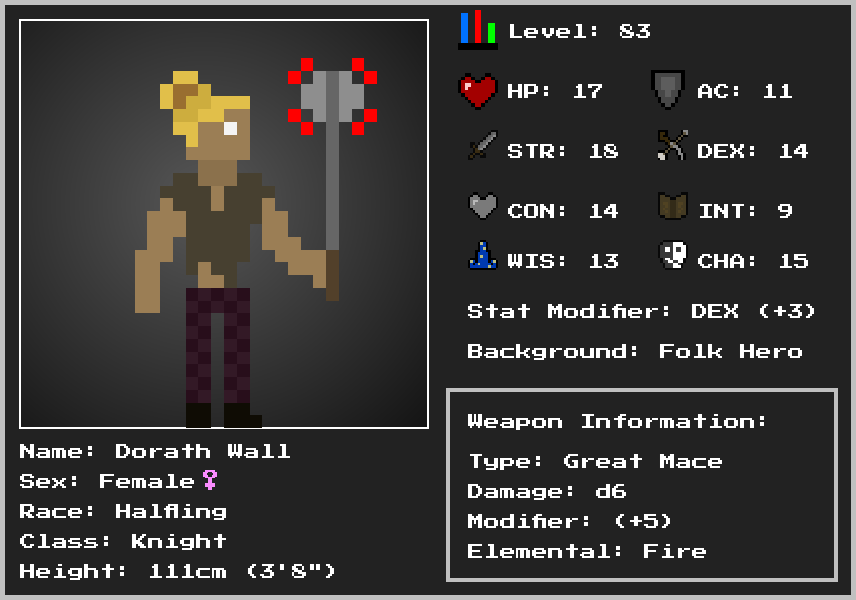 Level: 83
HP: 17 AC: 11
STR: 18 DEX: 14
CON: 14 INT: 9
WIS: 13 CHA: 15
Stat Modifier: DEX (+3)
Background: Folk Hero
Weapon Information:
Type: Great Mace
Damage: d6
Modifier: (+5)
Elemental: Fire
Name: Dorath Wall
Sex: Female♀
Race: Halfling
Class: Knight
Height: 111cm (3'8")